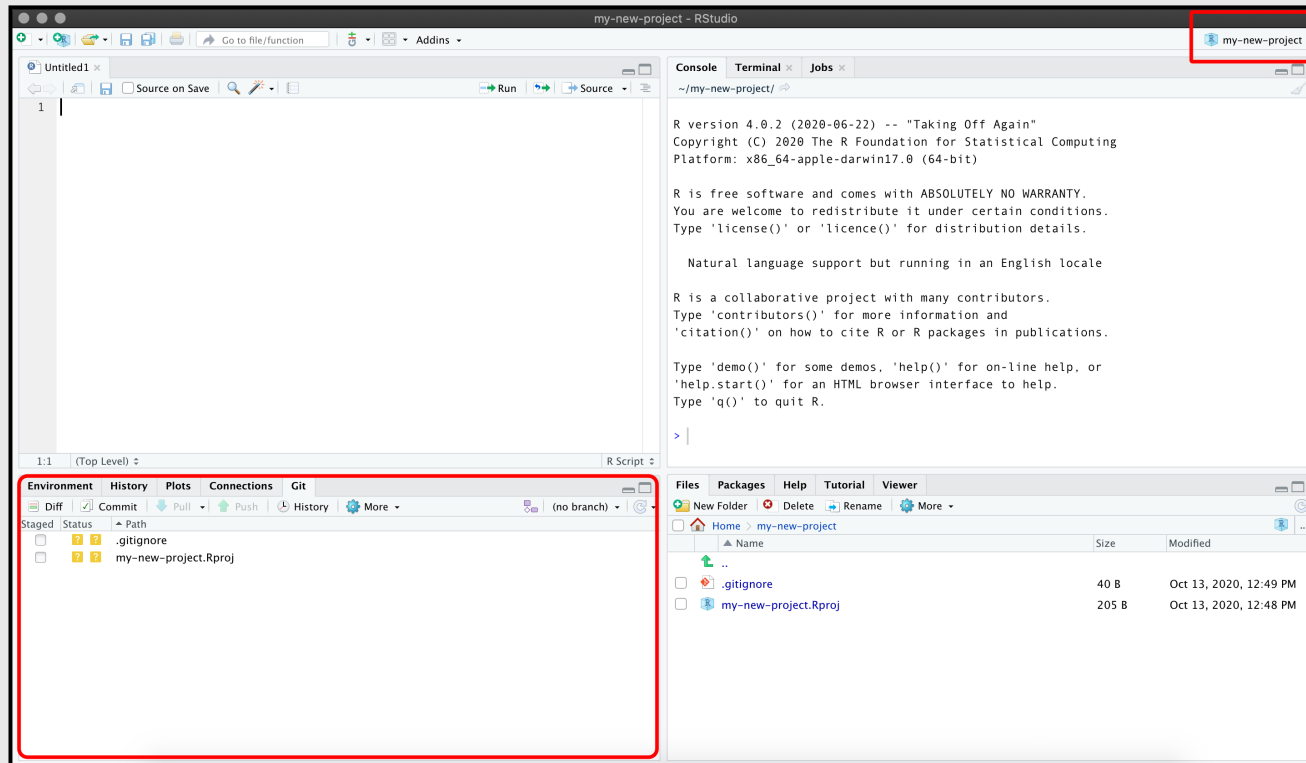 my-new-project - RStudio
Go to file/function Addins my-new-project
Untitled1
Source on Save Run Source
1
1:1 (Top Level) R Script
Console Terminal Jobs
~/my-new-project/
R version 4.0.2 (2020-06-22) -- "Taking Off Again"
Copyright (C) 2020 The R Foundation for Statistical Computing
Platform: x86_64-apple-darwin17.0 (64-bit)
R is free software and comes with ABSOLUTELY NO WARRANTY.
You are welcome to redistribute it under certain conditions.
Type 'license()' or 'licence()' for distribution details.
Natural language support but running in an English locale
R is a collaborative project with many contributors.
Type 'contributors()' for more information and
'citation()' on how to cite R or R packages in publications.
Type 'demo()' for some demos, 'help()' for on-line help, or
'help.start()' for an HTML browser interface to help.
Type 'q()' to quit R.
>
Environment History Plots Connections Git
Diff Commit Pull Push History More (no branch)
Staged Status Path
? ? .gitignore
? ? my-new-project.Rproj
Files Packages Help Tutorial Viewer
New Folder Delete Rename More
Home > my-new-project ..
Name Size Modified
..
.gitignore 40 B Oct 13, 2020, 12:49 PM
my-new-project.Rproj 205 B Oct 13, 2020, 12:48 PM